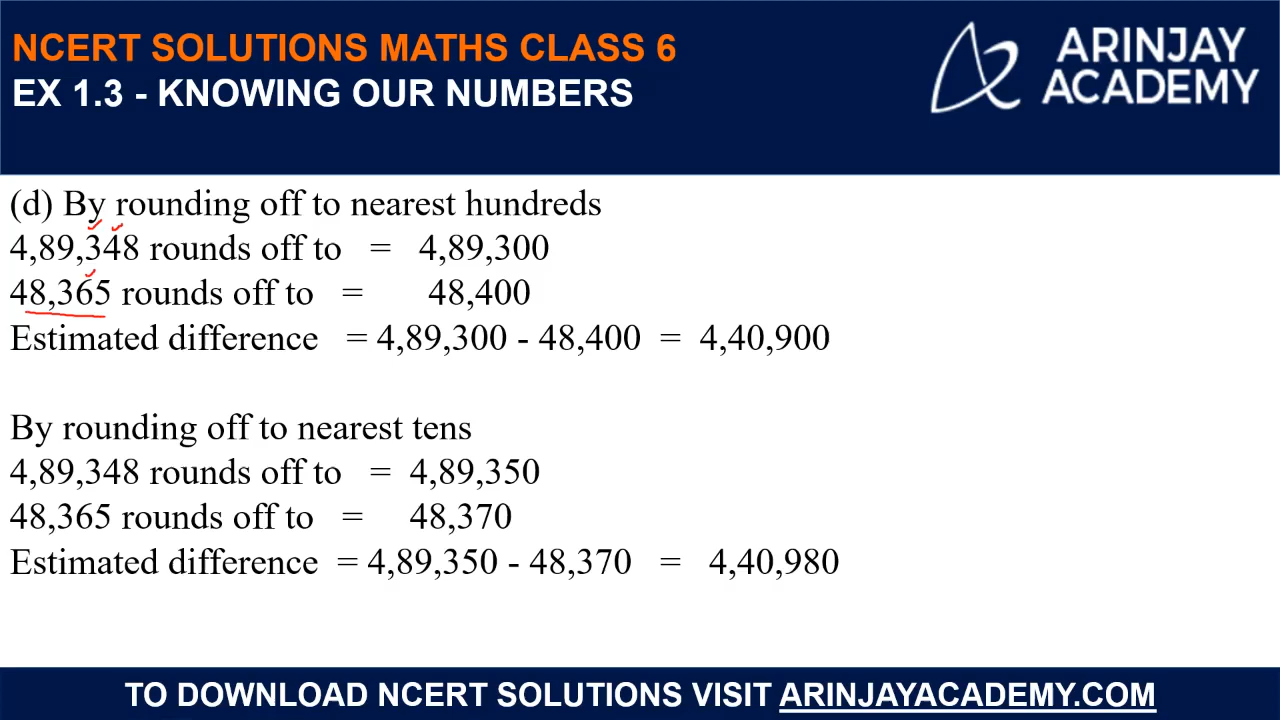 NCERT SOLUTIONS MATHS CLASS 6
EX 1.3 - KNOWING OUR NUMBERS
ARINJAY
ACADEMY
(d) By rounding off to nearest hundreds
4,89,348 rounds off to = 4,89,300
48,365 rounds off to = 48,400
Estimated difference = 4,89,300 - 48,400 = 4,40,900
By rounding off to nearest tens
4,89,348 rounds off to = 4,89,350
48,365 rounds off to = 48,370
Estimated difference = 4,89,350 - 48,370 = 4,40,980
TO DOWNLOAD NCERT SOLUTIONS VISIT ARINJAYACADEMY.COM